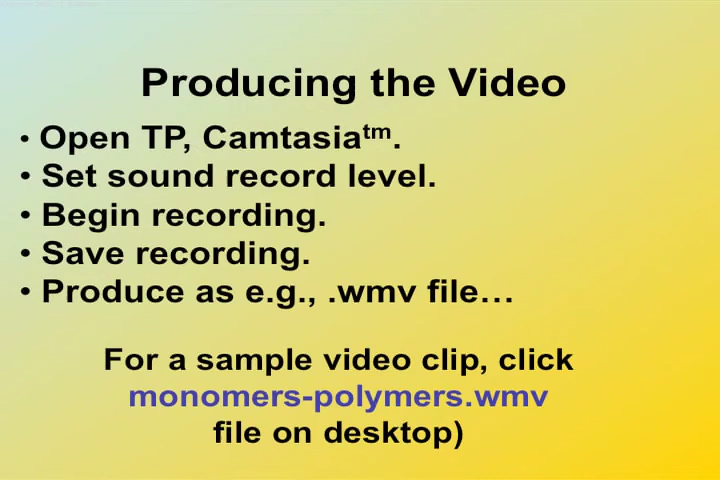 Producing the Video
• Open TP, Camtasia™.
• Set sound record level.
• Begin recording.
• Save recording.
• Produce as e.g., .wmv file…
For a sample video clip, click
monomers-polymers.wmv
file on desktop)